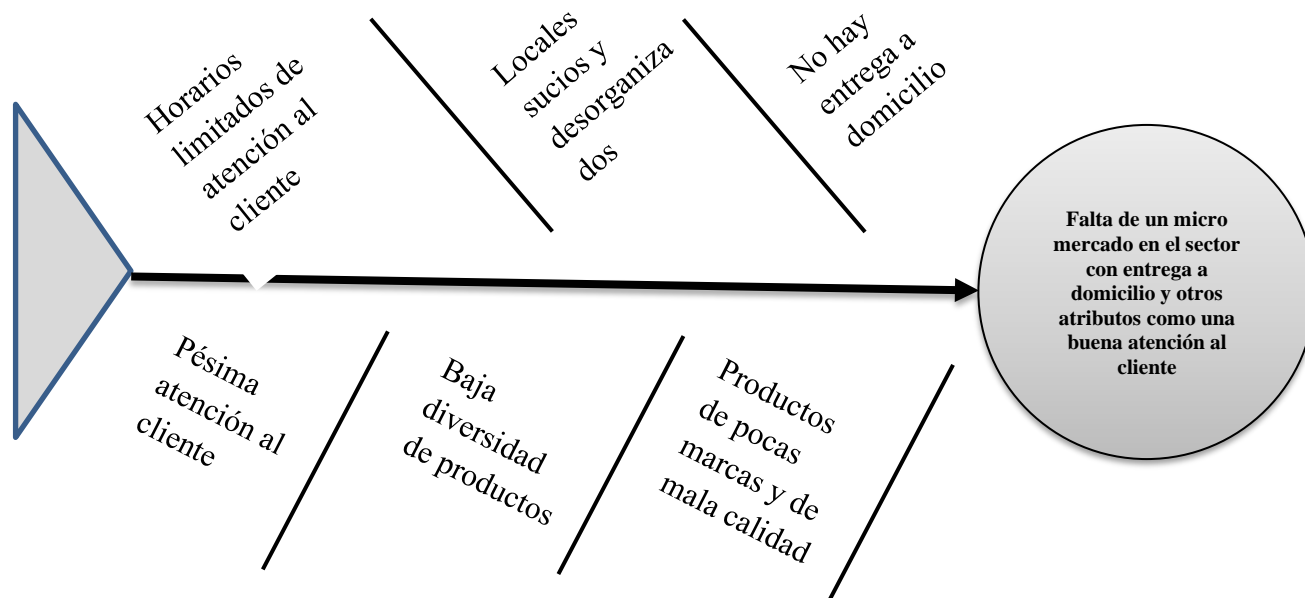 Horarios
limitados de
atención al
cliente
Locales
sucios y
desorganiza
dos
No hay
entrega a
domicilio
Falta de un micro
mercado en el sector
con entrega a
domicilio y otros
atributos como una
buena atención al
cliente
Pésima
atención al
cliente
Baja
diversidad
de productos
Productos
de pocas
marcas y de
mala calidad